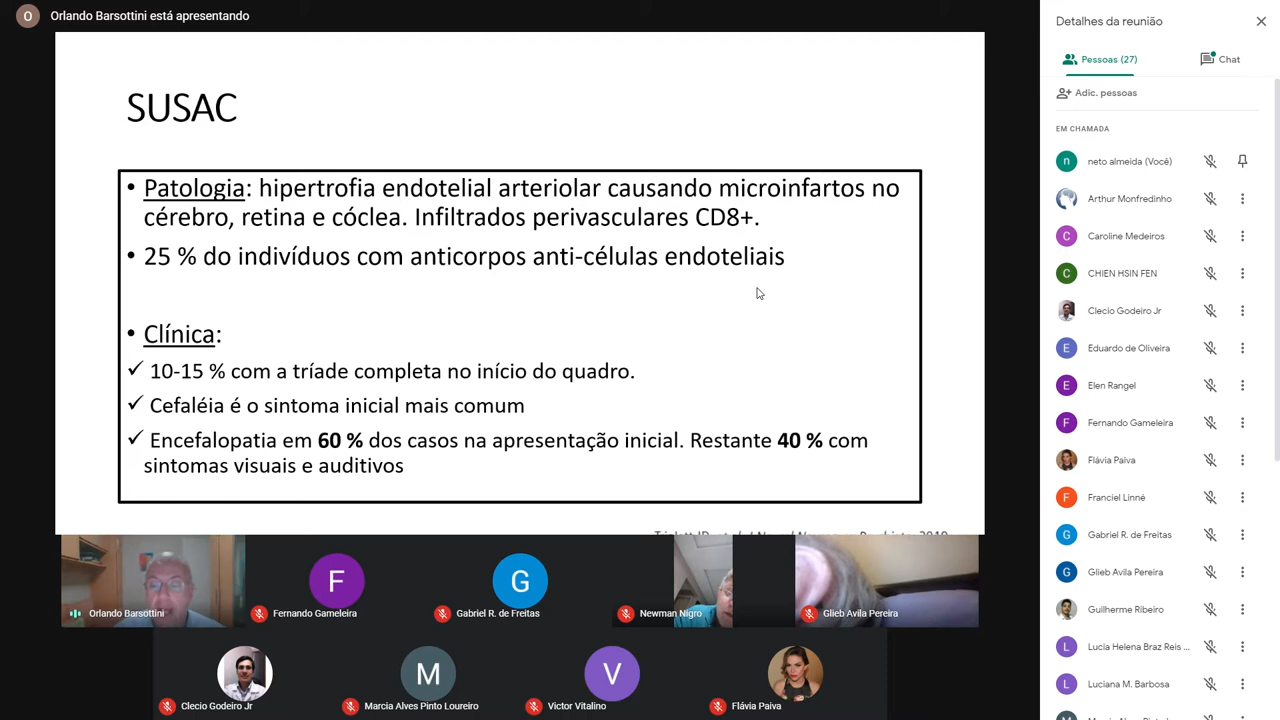 O
Orlando Barsottini está apresentando
SUSAC
• Patologia: hipertrofia endotelial arteriolar causando microinfartos no
cérebro, retina e cóclea. Infiltrados perivasculares CD8+.
• 25 % do indivíduos com anticorpos anti-células endoteliais
• Clínica:
✓ 10-15 % com a tríade completa no início do quadro.
✓ Cefaléia é o sintoma inicial mais comum
✓ Encefalopatia em 60 % dos casos na apresentação inicial. Restante 40 % com
sintomas visuais e auditivos
Orlando Barsottini
F
Fernando Gameleira
G
Gabriel R. de Freitas
Newman Nigro
Glieb Avila Pereira
Clecio Godeiro Jr
M
Marcia Alves Pinto Loureiro
V
Victor Vitalino
Flávia Paiva
Detalhes da reunião
Pessoas (27)
Chat
Adic. pessoas
EM CHAMADA
n
neto almeida (Você)
Arthur Monfredinho
C
Caroline Medeiros
C
CHIEN HSIN FEN
Clecio Godeiro Jr
E
Eduardo de Oliveira
E
Elen Rangel
F
Fernando Gameleira
Flávia Paiva
F
Franciel Linné
G
Gabriel R. de Freitas
G
Glieb Avila Pereira
Guilherme Ribeiro
L
Lucia Helena Braz Reis ...
L
Luciana M. Barbosa